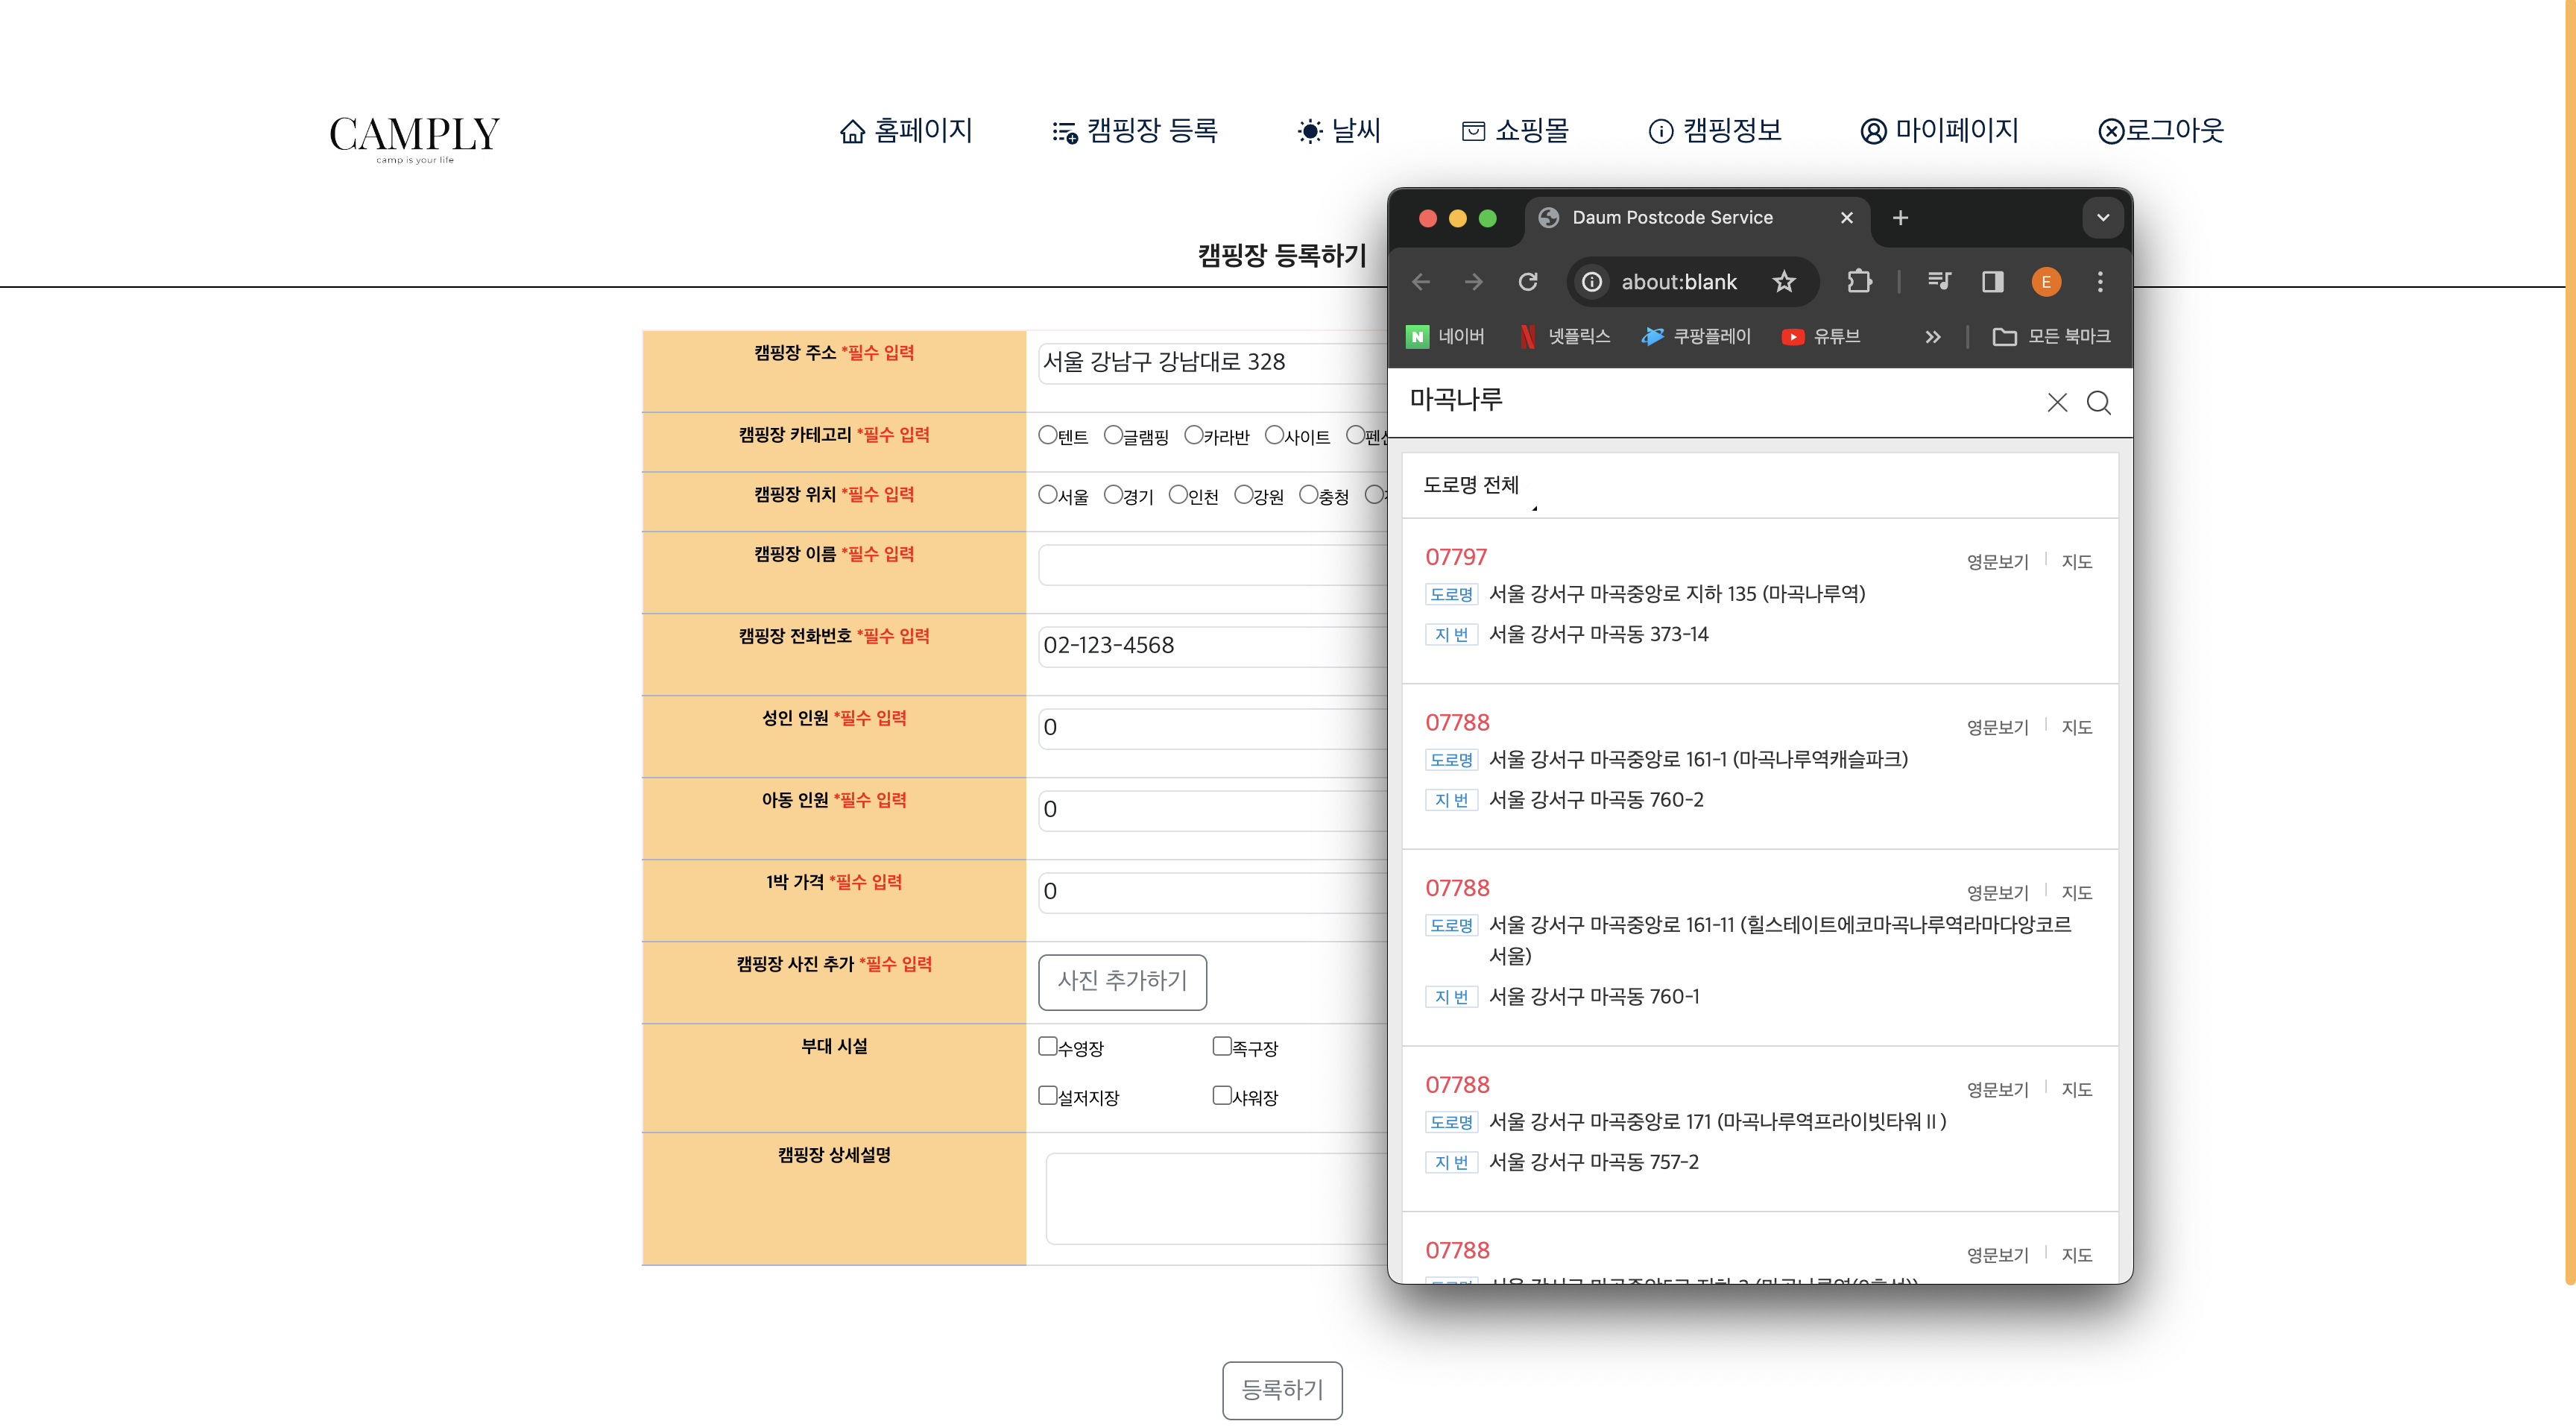 CAMPLY
camp is your life
홈페이지
캠핑장 등록
날씨
쇼핑몰
캠핑정보
마이페이지
로그아웃
캠핑장 등록하기
캠핑장 주소 *필수 입력
서울 강남구 강남대로 328
캠핑장 카테고리 *필수 입력
텐트 글램핑 카라반 사이트
캠핑장 위치 *필수 입력
서울 경기 인천 강원 충청
캠핑장 이름 *필수 입력
캠핑장 전화번호 *필수 입력
02-123-4568
성인 인원 *필수 입력
0
아동 인원 *필수 입력
0
1박 가격 *필수 입력
0
캠핑장 사진 추가 *필수 입력
사진 추가하기
부대 시설
수영장 족구장
설저지장 샤워장
캠핑장 상세설명
등록하기
Daum Postcode Service
about:blank
E
N 네이버 넷플릭스 쿠팡플레이 유튜브 모든 북마크
마곡나루
도로명 전체
07797
영문보기 지도
도로명 서울 강서구 마곡중앙로 지하 135 (마곡나루역)
지번 서울 강서구 마곡동 373-14
07788
영문보기 지도
도로명 서울 강서구 마곡중앙로 161-1 (마곡나루역캐슬파크)
지번 서울 강서구 마곡동 760-2
07788
영문보기 지도
도로명 서울 강서구 마곡중앙로 161-11 (힐스테이트에코마곡나루역라마다앙코르
서울)
지번 서울 강서구 마곡동 760-1
07788
영문보기 지도
도로명 서울 강서구 마곡중앙로 171 (마곡나루역프라이빗타워Ⅱ)
지번 서울 강서구 마곡동 757-2
07788
영문보기 지도